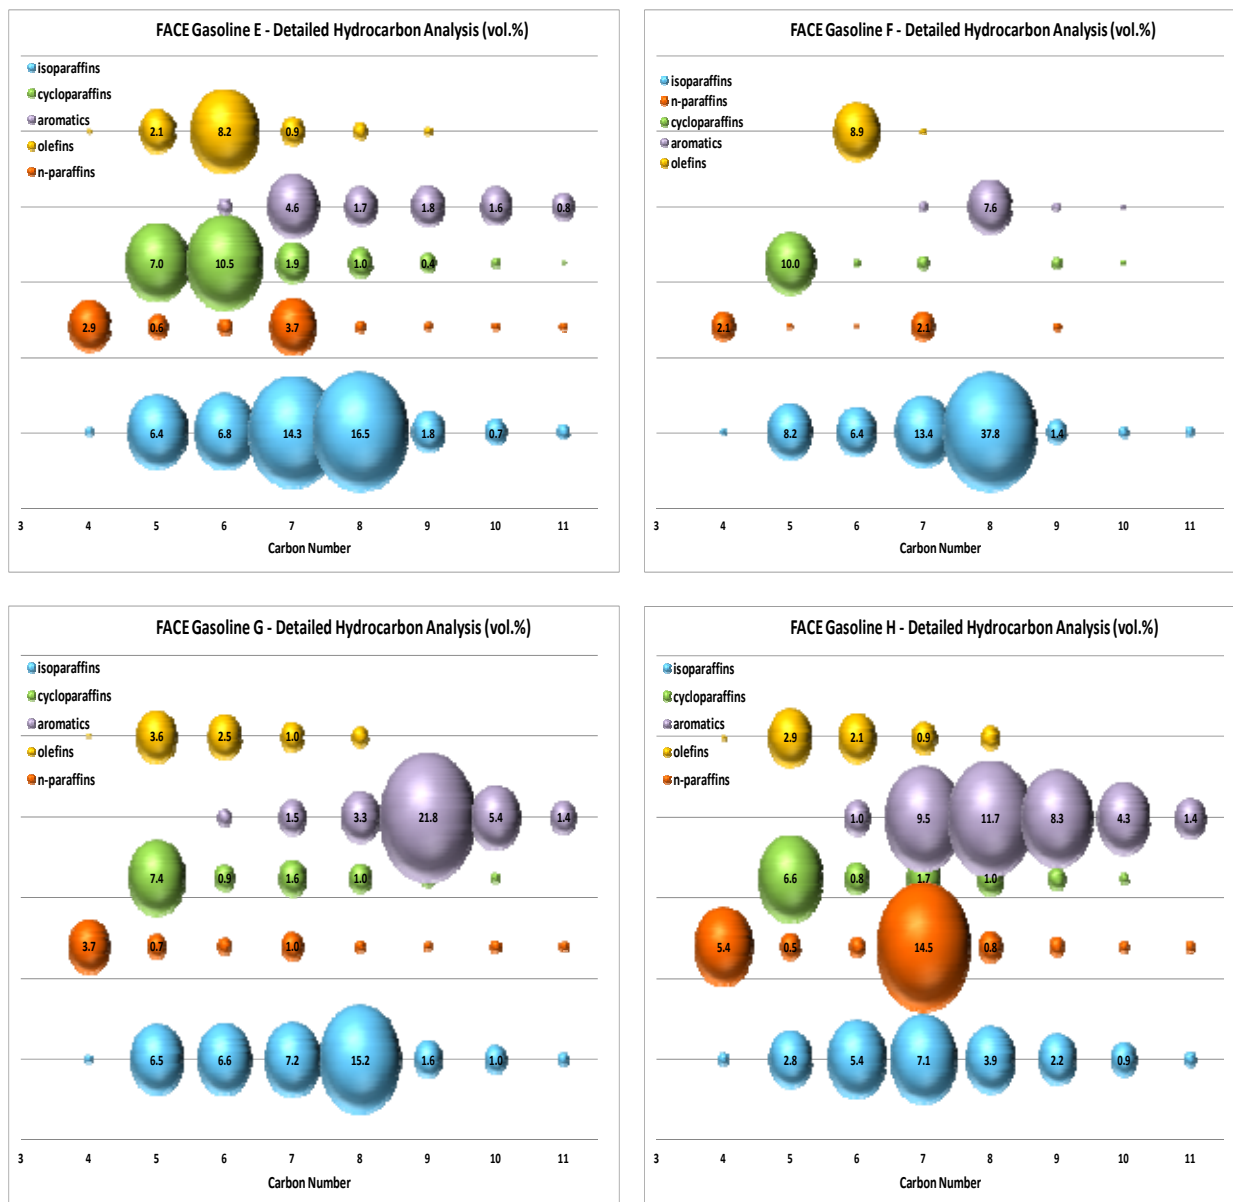 FACE Gasoline E - Detailed Hydrocarbon Analysis (vol.%)
isoparaffins
cycloparaffins
aromatics
olefins
n-paraffins
2.1 8.2 0.9
4.6 1.7 1.8 1.6 0.8
7.0 10.5 1.9 1.0 0.4
2.9 0.6 3.7
6.4 6.8 14.3 16.5 1.8 0.7
3 4 5 6 7 8 9 10 11
Carbon Number
FACE Gasoline F - Detailed Hydrocarbon Analysis (vol.%)
isoparaffins
n-paraffins
cycloparaffins
aromatics
olefins
8.9
7.6
10.0
2.1 2.1
8.2 6.4 13.4 37.8 1.4
3 4 5 6 7 8 9 10 11
Carbon Number
FACE Gasoline G - Detailed Hydrocarbon Analysis (vol.%)
isoparaffins
cycloparaffins
aromatics
olefins
n-paraffins
3.6 2.5 1.0
1.5 3.3 21.8 5.4 1.4
7.4 0.9 1.6 1.0
3.7 0.7 1.0
6.5 6.6 7.2 15.2 1.6 1.0
3 4 5 6 7 8 9 10 11
Carbon Number
FACE Gasoline H - Detailed Hydrocarbon Analysis (vol.%)
isoparaffins
cycloparaffins
aromatics
olefins
n-paraffins
2.9 2.1 0.9
1.0 9.5 11.7 8.3 4.3 1.4
6.6 0.8 1.7 1.0
5.4 0.5 14.5 0.8
2.8 5.4 7.1 3.9 2.2 0.9
3 4 5 6 7 8 9 10 11
Carbon Number